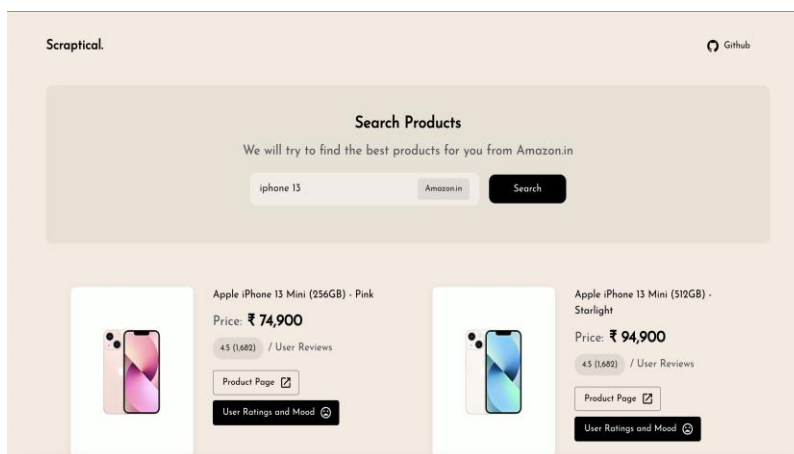 Scraptical.
Github
Search Products
We will try to find the best products for you from Amazon.in
iphone 13
Amazon.in
Search
Apple iPhone 13 Mini (256GB) - Pink
Price: ₹ 74,900
4.5 (1,682) / User Reviews
Product Page
User Ratings and Mood
Apple iPhone 13 Mini (512GB) -
Starlight
Price: ₹ 94,900
4.5 (1,682) / User Reviews
Product Page
User Ratings and Mood